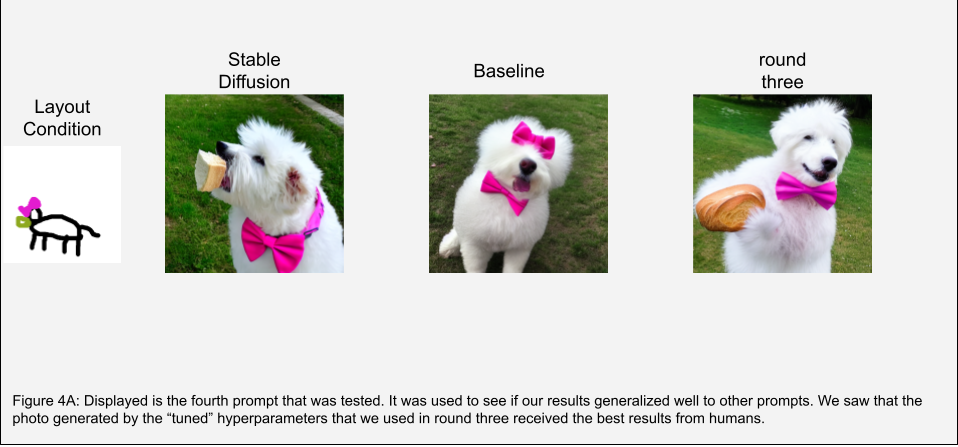 Stable
Diffusion
Baseline
round
three
Layout
Condition
Figure 4A: Displayed is the fourth prompt that was tested. It was used to see if our results generalized well to other prompts. We saw that the
photo generated by the “tuned” hyperparameters that we used in round three received the best results from humans.